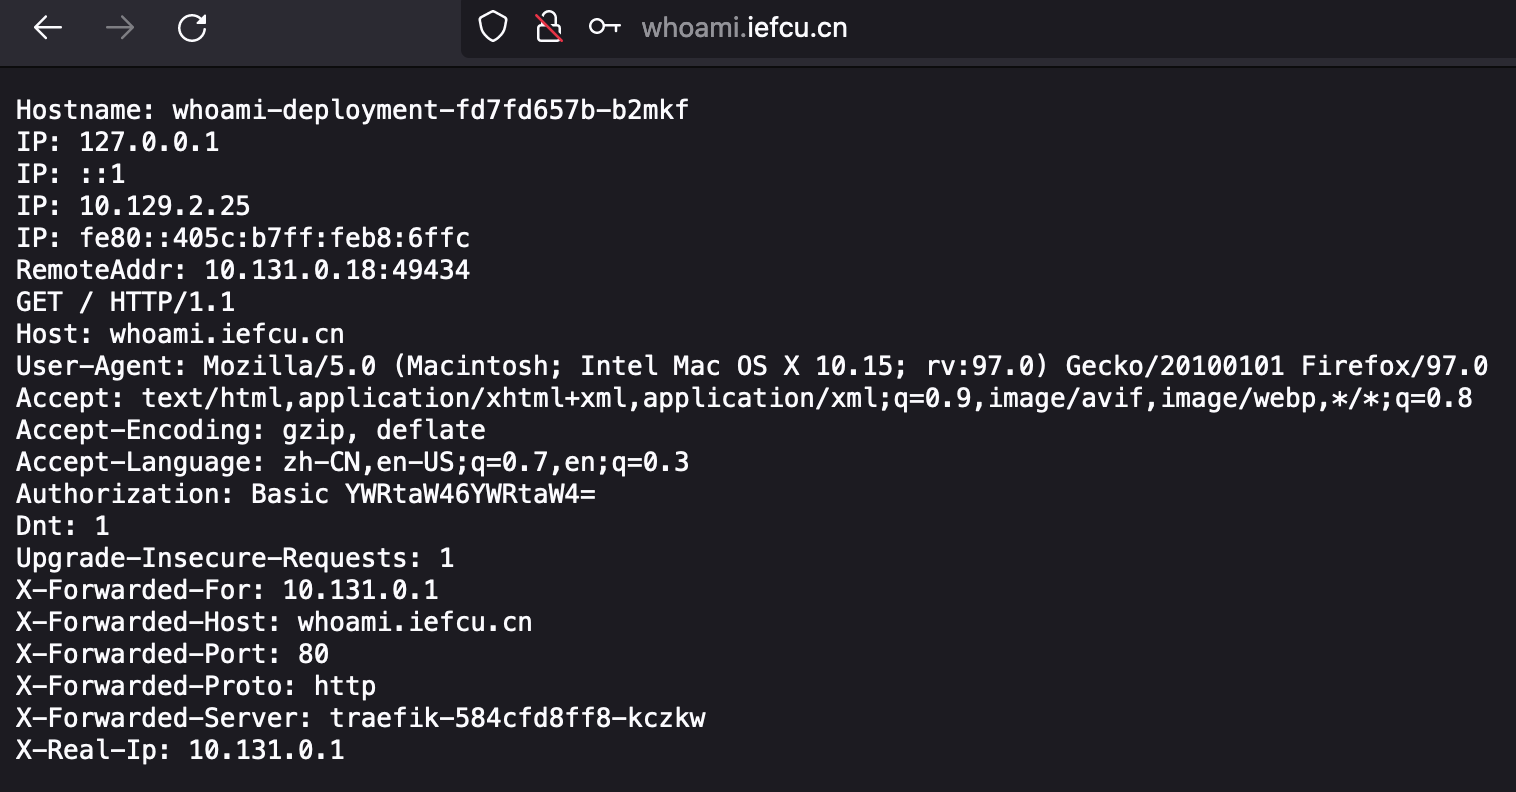 whoami.iefcu.cn
Hostname: whoami-deployment-fd7fd657b-b2mkf
IP: 127.0.0.1
IP: ::1
IP: 10.129.2.25
IP: fe80::405c:b7ff:feb8:6ffc
RemoteAddr: 10.131.0.18:49434
GET / HTTP/1.1
Host: whoami.iefcu.cn
User-Agent: Mozilla/5.0 (Macintosh; Intel Mac OS X 10.15; rv:97.0) Gecko/20100101 Firefox/97.0
Accept: text/html,application/xhtml+xml,application/xml;q=0.9,image/avif,image/webp,*/*;q=0.8
Accept-Encoding: gzip, deflate
Accept-Language: zh-CN,en-US;q=0.7,en;q=0.3
Authorization: Basic YWRtaW46YWRtaW4=
Dnt: 1
Upgrade-Insecure-Requests: 1
X-Forwarded-For: 10.131.0.1
X-Forwarded-Host: whoami.iefcu.cn
X-Forwarded-Port: 80
X-Forwarded-Proto: http
X-Forwarded-Server: traefik-584cfd8ff8-kczkw
X-Real-Ip: 10.131.0.1